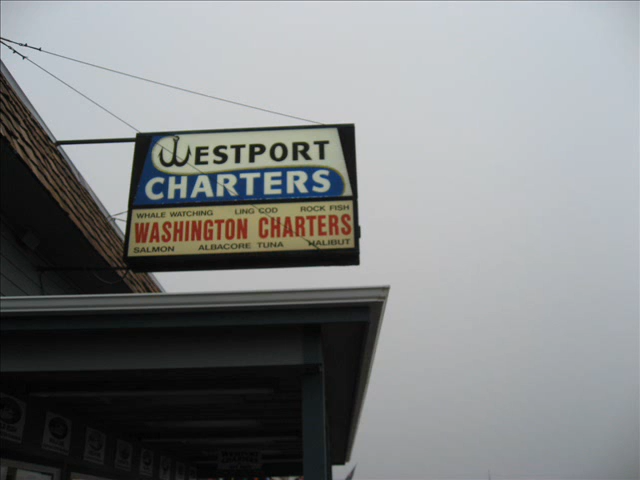 WESTPORT
CHARTERS
WHALE WATCHING LING COD ROCK FISH
WASHINGTON CHARTERS
SALMON ALBACORE TUNA HALIBUT